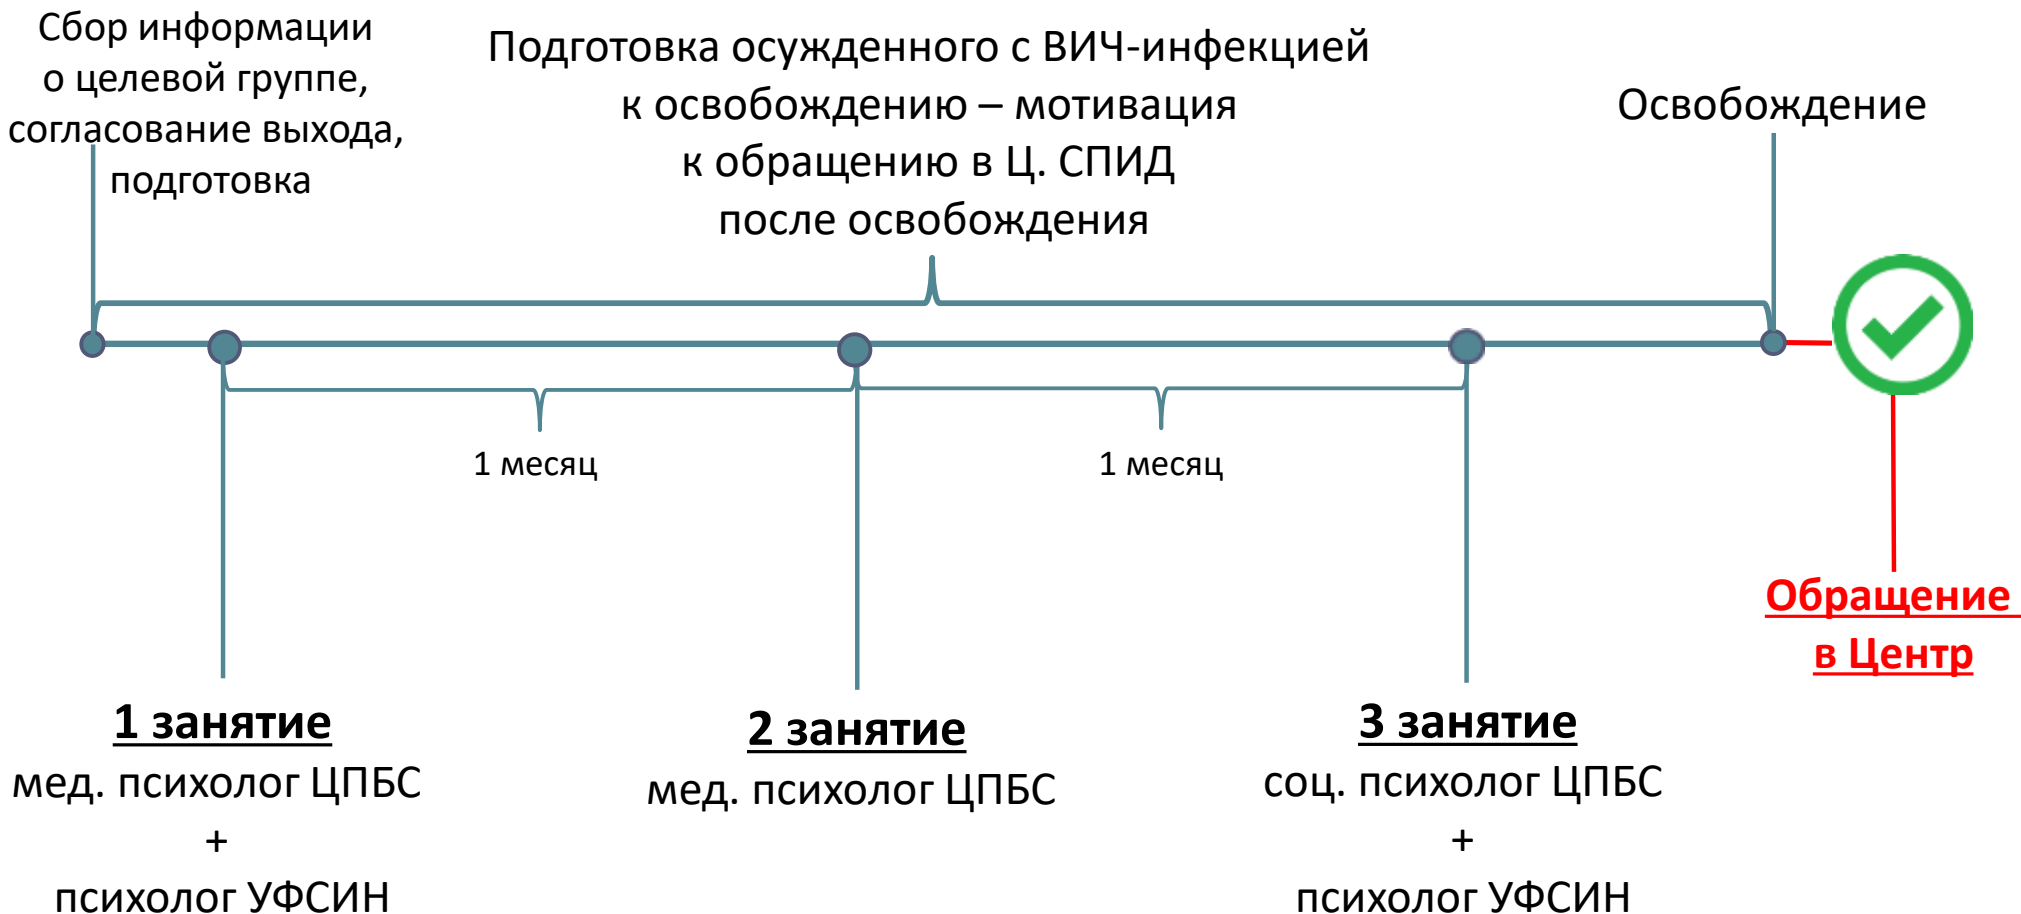 Сбор информации
о целевой группе,
согласование выхода,
подготовка
Подготовка осужденного с ВИЧ-инфекцией
к освобождению – мотивация
к обращению в Ц. СПИД
после освобождения
Освобождение
1 месяц
1 месяц
Обращение
в Центр
1 занятие
мед. психолог ЦПБС
+
психолог УФСИН
2 занятие
мед. психолог ЦПБС
3 занятие
соц. психолог ЦПБС
+
психолог УФСИН